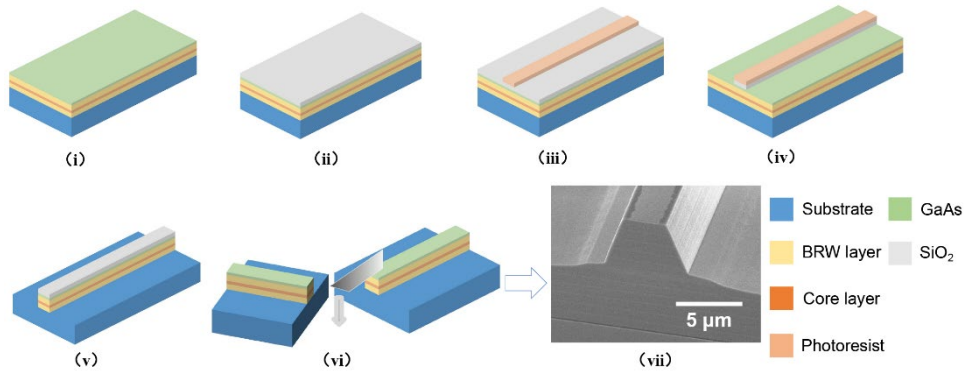 (i)
(ii)
(iii)
(iv)
(v)
(vi)
(vii)
5 µm
Substrate
GaAs
BRW layer
SiO₂
Core layer
Photoresist